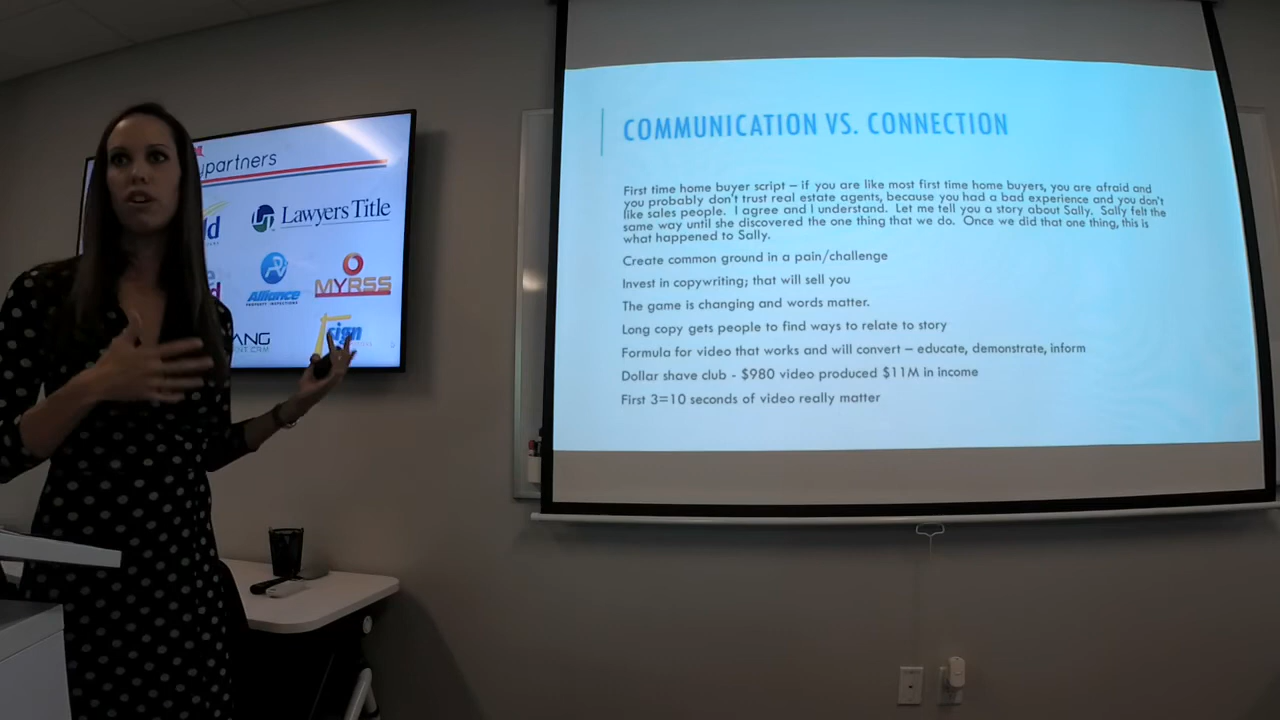 COMMUNICATION VS. CONNECTION
First time home buyer script – if you are like most first time home buyers, you are afraid and
you probably don't trust real estate agents, because you had a bad experience and you don't
like sales people. I agree and I understand. Let me tell you a story about Sally. Sally felt the
same way until she discovered the one thing that we do. Once we did that one thing, this is
what happened to Sally.
Create common ground in a pain/challenge
Invest in copywriting; that will sell you
The game is changing and words matter.
Long copy gets people to find ways to relate to story
Formula for video that works and will convert – educate, demonstrate, inform
Dollar shave club - $980 video produced $11M in income
First 3=10 seconds of video really matter
partners
Lawyers Title
Alliance
PROPERTY INSPECTIONS
MYRSS
sign